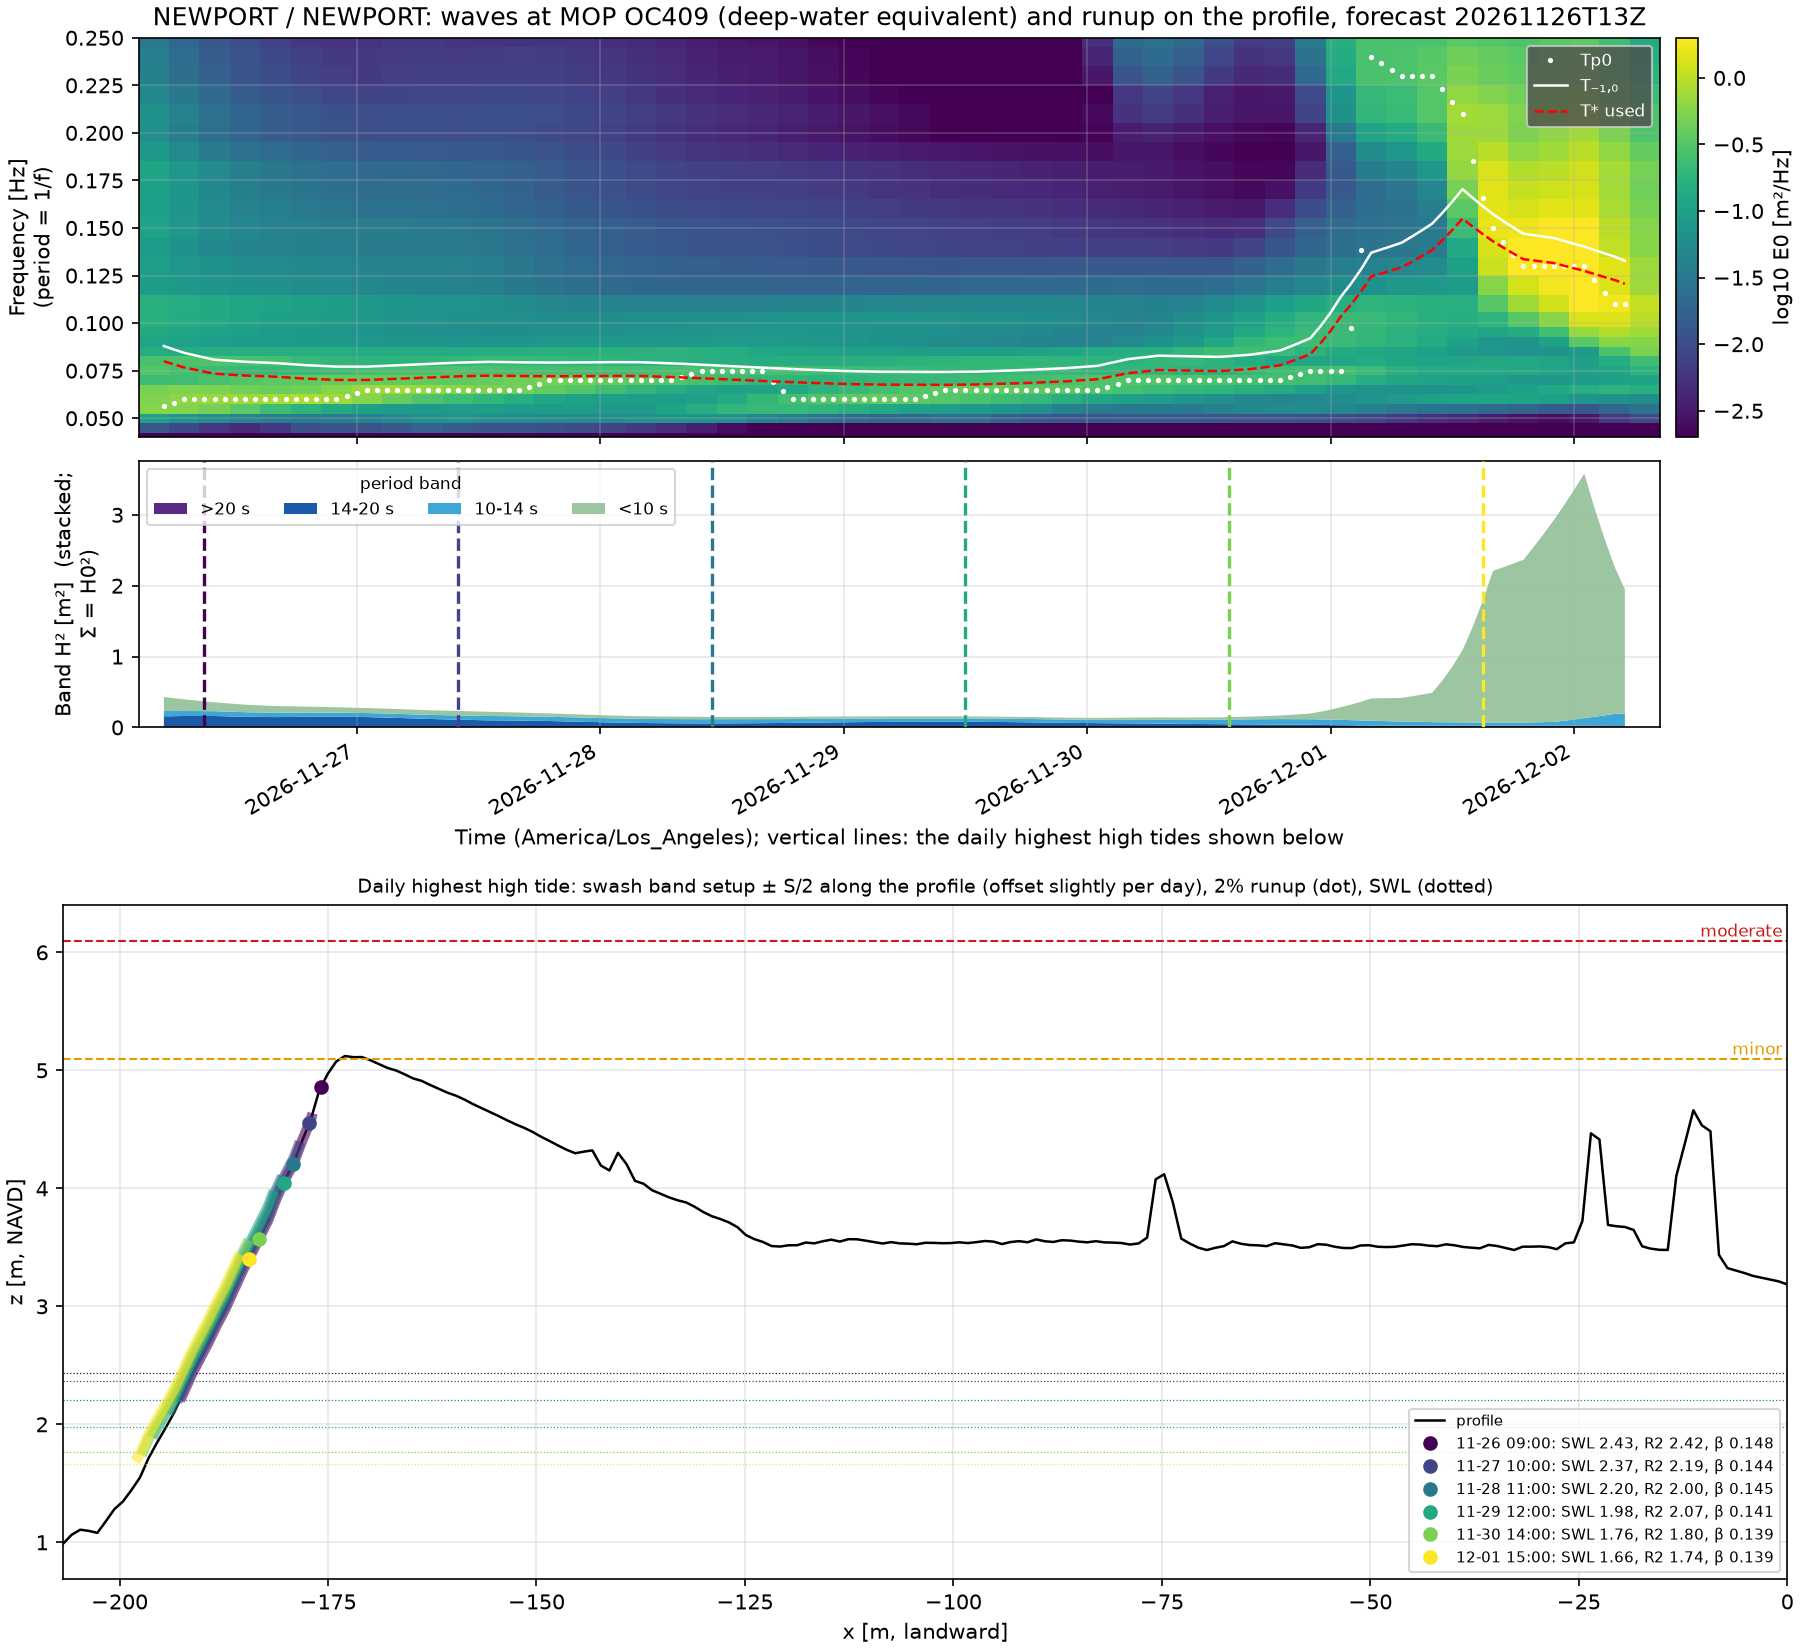 NEWPORT / NEWPORT: waves at MOP OC409 (deep-water equivalent) and runup on the profile, forecast 20261126T13Z
Frequency [Hz]
(period = 1/f)
0.250
0.225
0.200
0.175
0.150
0.125
0.100
0.075
0.050
Tp0
T₋₁,₀
T* used
0.0
−0.5
−1.0
−1.5
−2.0
−2.5
log10 E0 [m²/Hz]
Band H² [m²] (stacked;
Σ = H0²)
3
2
1
0
period band
>20 s
14-20 s
10-14 s
<10 s
2026-11-27
2026-11-28
2026-11-29
2026-11-30
2026-12-01
2026-12-02
Time (America/Los_Angeles); vertical lines: the daily highest high tides shown below
Daily highest high tide: swash band setup ± S/2 along the profile (offset slightly per day), 2% runup (dot), SWL (dotted)
z [m, NAVD]
6
5
4
3
2
1
moderate
minor
profile
11-26 09:00: SWL 2.43, R2 2.42, β 0.148
11-27 10:00: SWL 2.37, R2 2.19, β 0.144
11-28 11:00: SWL 2.20, R2 2.00, β 0.145
11-29 12:00: SWL 1.98, R2 2.07, β 0.141
11-30 14:00: SWL 1.76, R2 1.80, β 0.139
12-01 15:00: SWL 1.66, R2 1.74, β 0.139
−200
−175
−150
−125
−100
−75
−50
−25
0
x [m, landward]